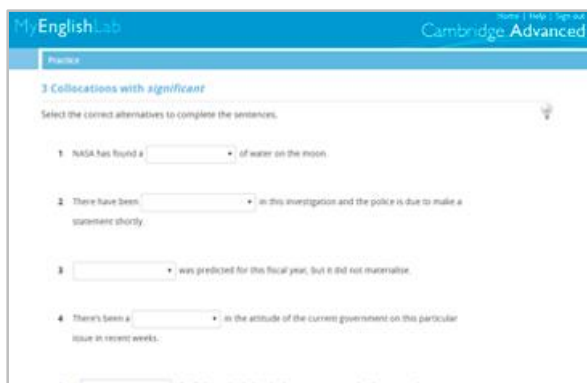 Home | Help | Sign out
MyEnglishLab
Cambridge Advanced
Practice
3 Collocations with significant
Select the correct alternatives to complete the sentences.
1 NASA has found a of water on the moon.
2 There have been in this investigation and the police is due to make a
statement shortly.
3 was predicted for this fiscal year, but it did not materialise.
4 There's been a in the attitude of the current government on this particular
issue in recent weeks.